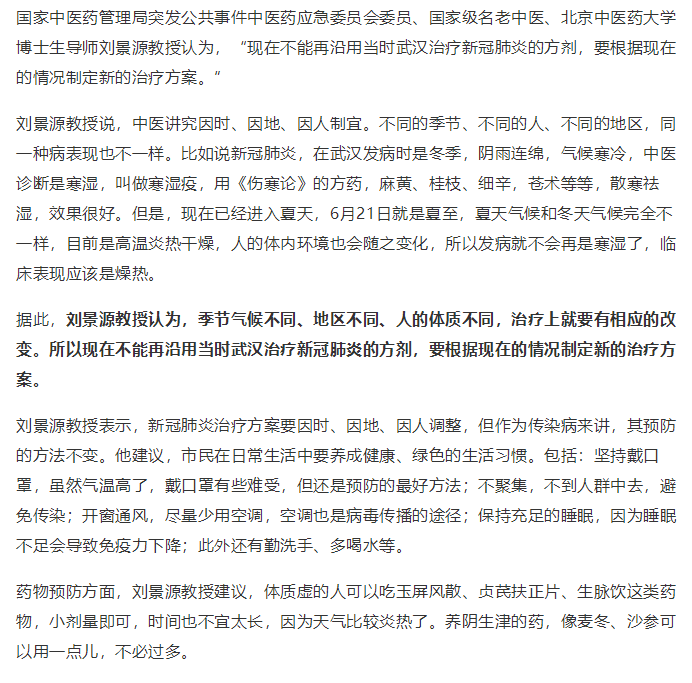 国家中医药管理局突发公共事件中医药应急委员会委员、国家级名老中医、北京中医药大学
博士生导师刘景源教授认为，“现在不能再沿用当时武汉治疗新冠肺炎的方剂，要根据现在
的情况制定新的治疗方案。“
刘景源教授说，中医讲究因时、因地、因人制宜。不同的季节、不同的人、不同的地区，同
一种病表现也不一样。比如说新冠肺炎，在武汉发病时是冬季，阴雨连绵，气候寒冷，中医
诊断是寒湿，叫做寒湿疫，用《伤寒论》的方药，麻黄、桂枝、细辛，苍术等等，散寒祛
湿，效果很好。但是，现在已经进入夏天，6月21日就是夏至，夏天气候和冬天气候完全不
一样，目前是高温炎热干燥，人的体内环境也会随之变化，所以发病就不会再是寒湿了，临
床表现应该是燥热。
据此，刘景源教授认为，季节气候不同、地区不同、人的体质不同，治疗上就要有相应的改
变。所以现在不能再沿用当时武汉治疗新冠肺炎的方剂，要根据现在的情况制定新的治疗方
案。
刘景源教授表示，新冠肺炎治疗方案要因时、因地、因人调整，但作为传染病来讲，其预防
的方法不变。他建议，市民在日常生活中要养成健康、绿色的生活习惯。包括：坚持戴口
罩，虽然气温高了，戴口罩有些难受，但还是预防的最好方法；不聚集，不到人群中去，避
免传染；开窗通风，尽量少用空调，空调也是病毒传播的途径；保持充足的睡眠，因为睡眠
不足会导致免疫力下降；此外还有勤洗手、多喝水等。
药物预防方面，刘景源教授建议，体质虚的人可以吃玉屏风散、贞芪扶正片、生脉饮这类药
物，小剂量即可，时间也不宜太长，因为天气比较炎热了。养阴生津的药，像麦冬、沙参可
以用一点儿，不必过多。